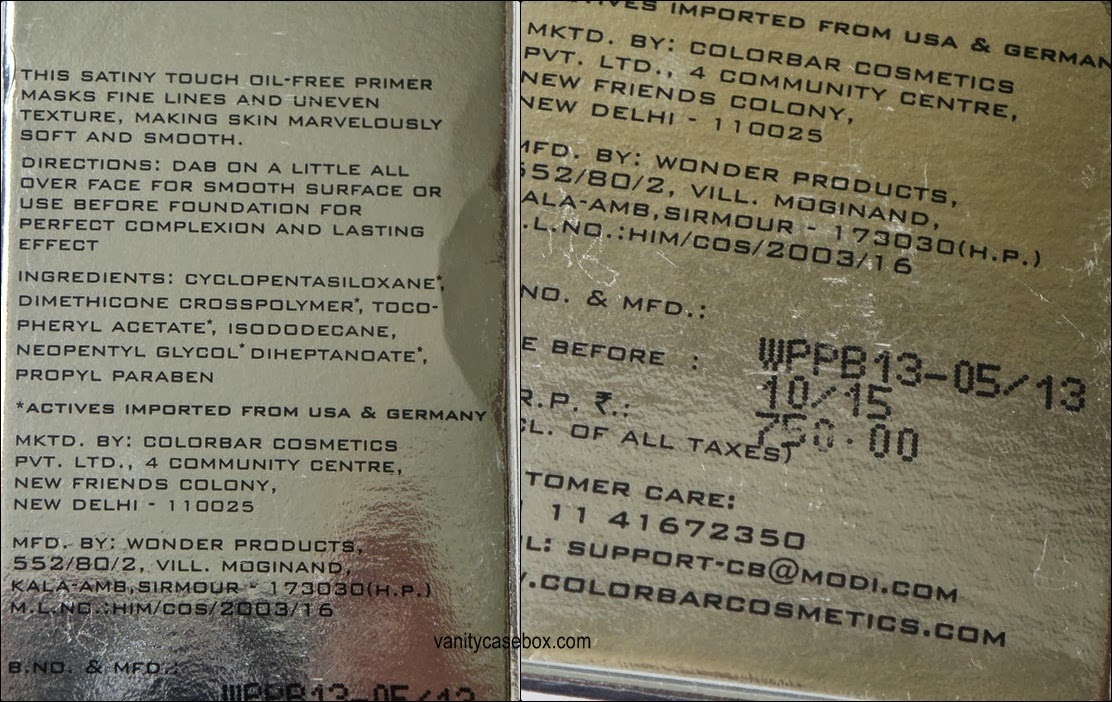 THIS SATINY TOUCH OIL-FREE PRIMER
MASKS FINE LINES AND UNEVEN
TEXTURE, MAKING SKIN MARVELOUSLY
SOFT AND SMOOTH.
DIRECTIONS: DAB ON A LITTLE ALL
OVER FACE FOR SMOOTH SURFACE OR
USE BEFORE FOUNDATION FOR
PERFECT COMPLEXION AND LASTING
EFFECT
INGREDIENTS: CYCLOPENTASILOXANE*,
DIMETHICONE CROSSPOLYMER*, TOCO-
PHERYL ACETATE*, ISODODECANE,
NEOPENTYL GLYCOL* DIHEPTANOATE*,
PROPYL PARABEN
*ACTIVES IMPORTED FROM USA & GERMANY
MKTD. BY: COLORBAR COSMETICS
PVT. LTD., 4 COMMUNITY CENTRE,
NEW FRIENDS COLONY,
NEW DELHI - 110025
MFD. BY: WONDER PRODUCTS,
552/80/2, VILL. MOGINAND,
KALA-AMB,SIRMOUR - 173030(H.P.)
M.L.NO.:HIM/COS/2003/16
B.NO. & MFD.:
WPPB13-05/13
ACTIVES IMPORTED FROM USA & GERMAN
MKTD. BY: COLORBAR COSMETICS
PVT. LTD., 4 COMMUNITY CENTRE,
NEW FRIENDS COLONY,
NEW DELHI - 110025
MFD. BY: WONDER PRODUCTS,
552/80/2, VILL. MOGINAND,
ALA-AMB,SIRMOUR - 173030(H.P.)
.L.NO.:HIM/COS/2003/16
NO. & MFD.: WPPB13-05/13
E BEFORE : 10/15
R.P. ₹.: 750.00
CL. OF ALL TAXES)
TOMER CARE:
11 41672350
L: SUPPORT-CB@MODI.COM
.COLORBARCOSMETICS.COM
vanitycasebox.com